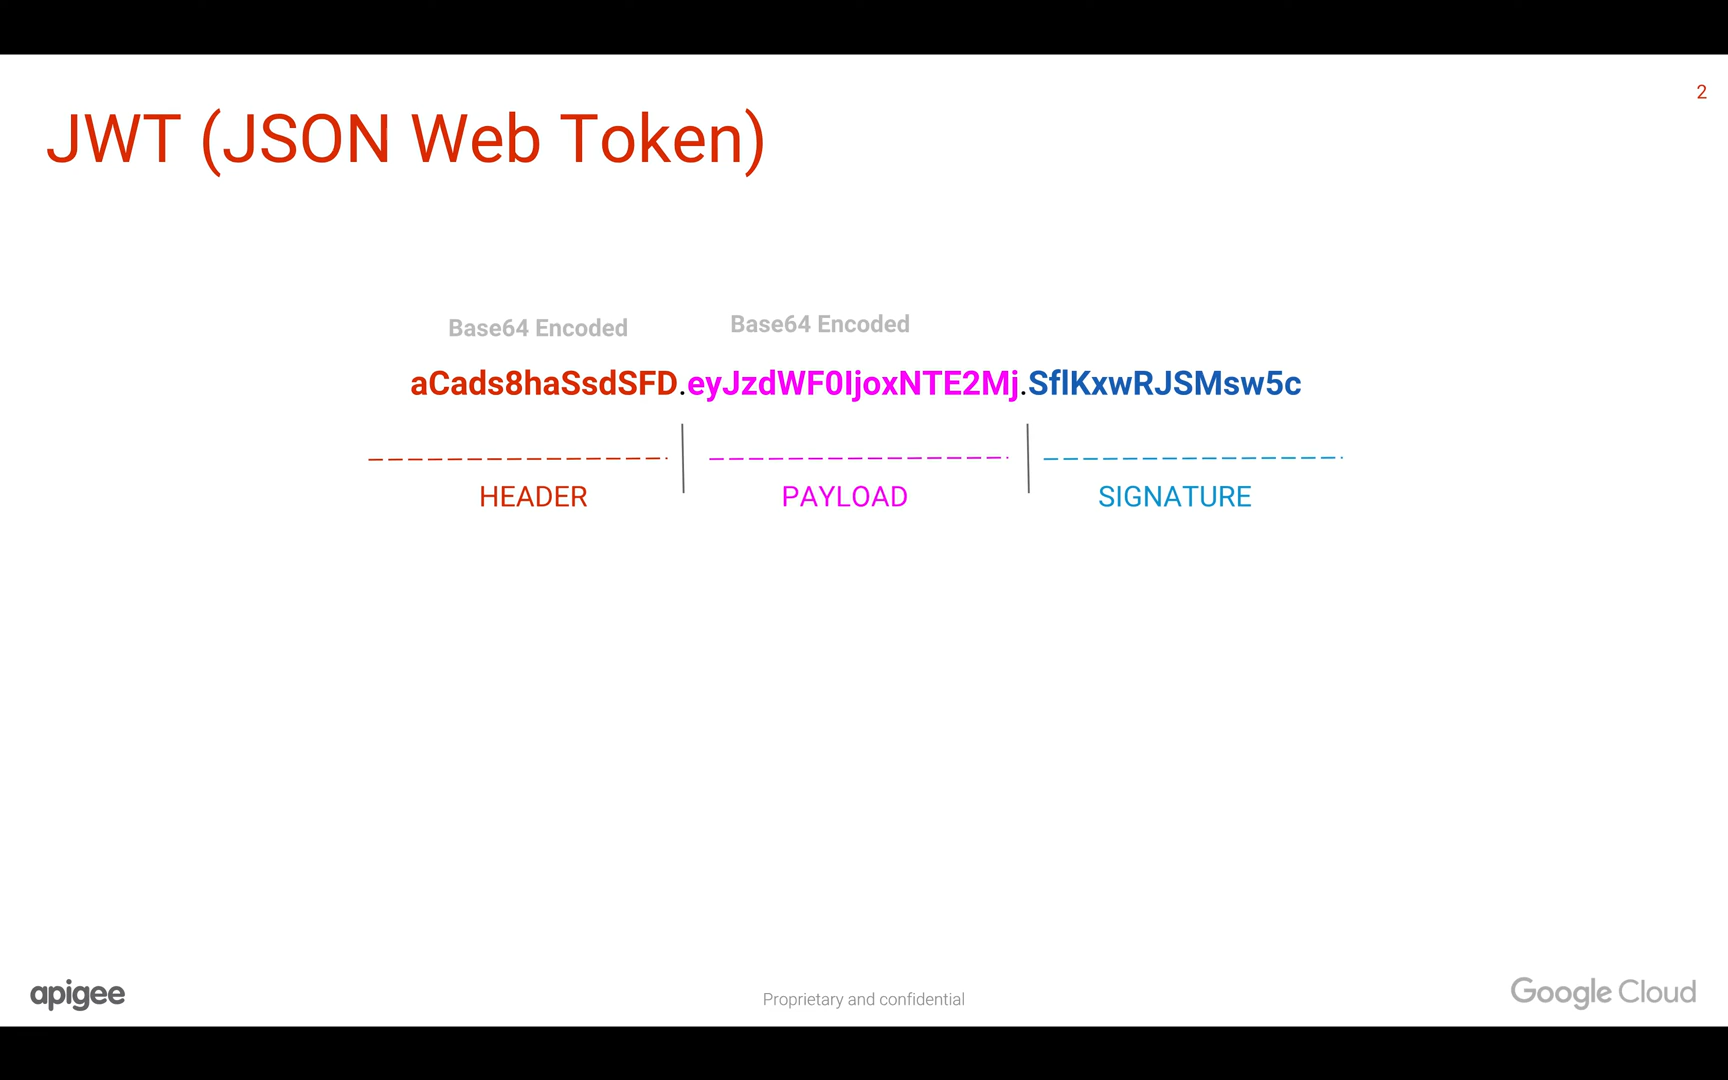 2
JWT (JSON Web Token)
Base64 Encoded
Base64 Encoded
aCads8haSsdSFD.eyJzdWF0IjoxNTE2Mj.SflKxwRJSMsw5c
HEADER
PAYLOAD
SIGNATURE
apigee
Proprietary and confidential
Google Cloud